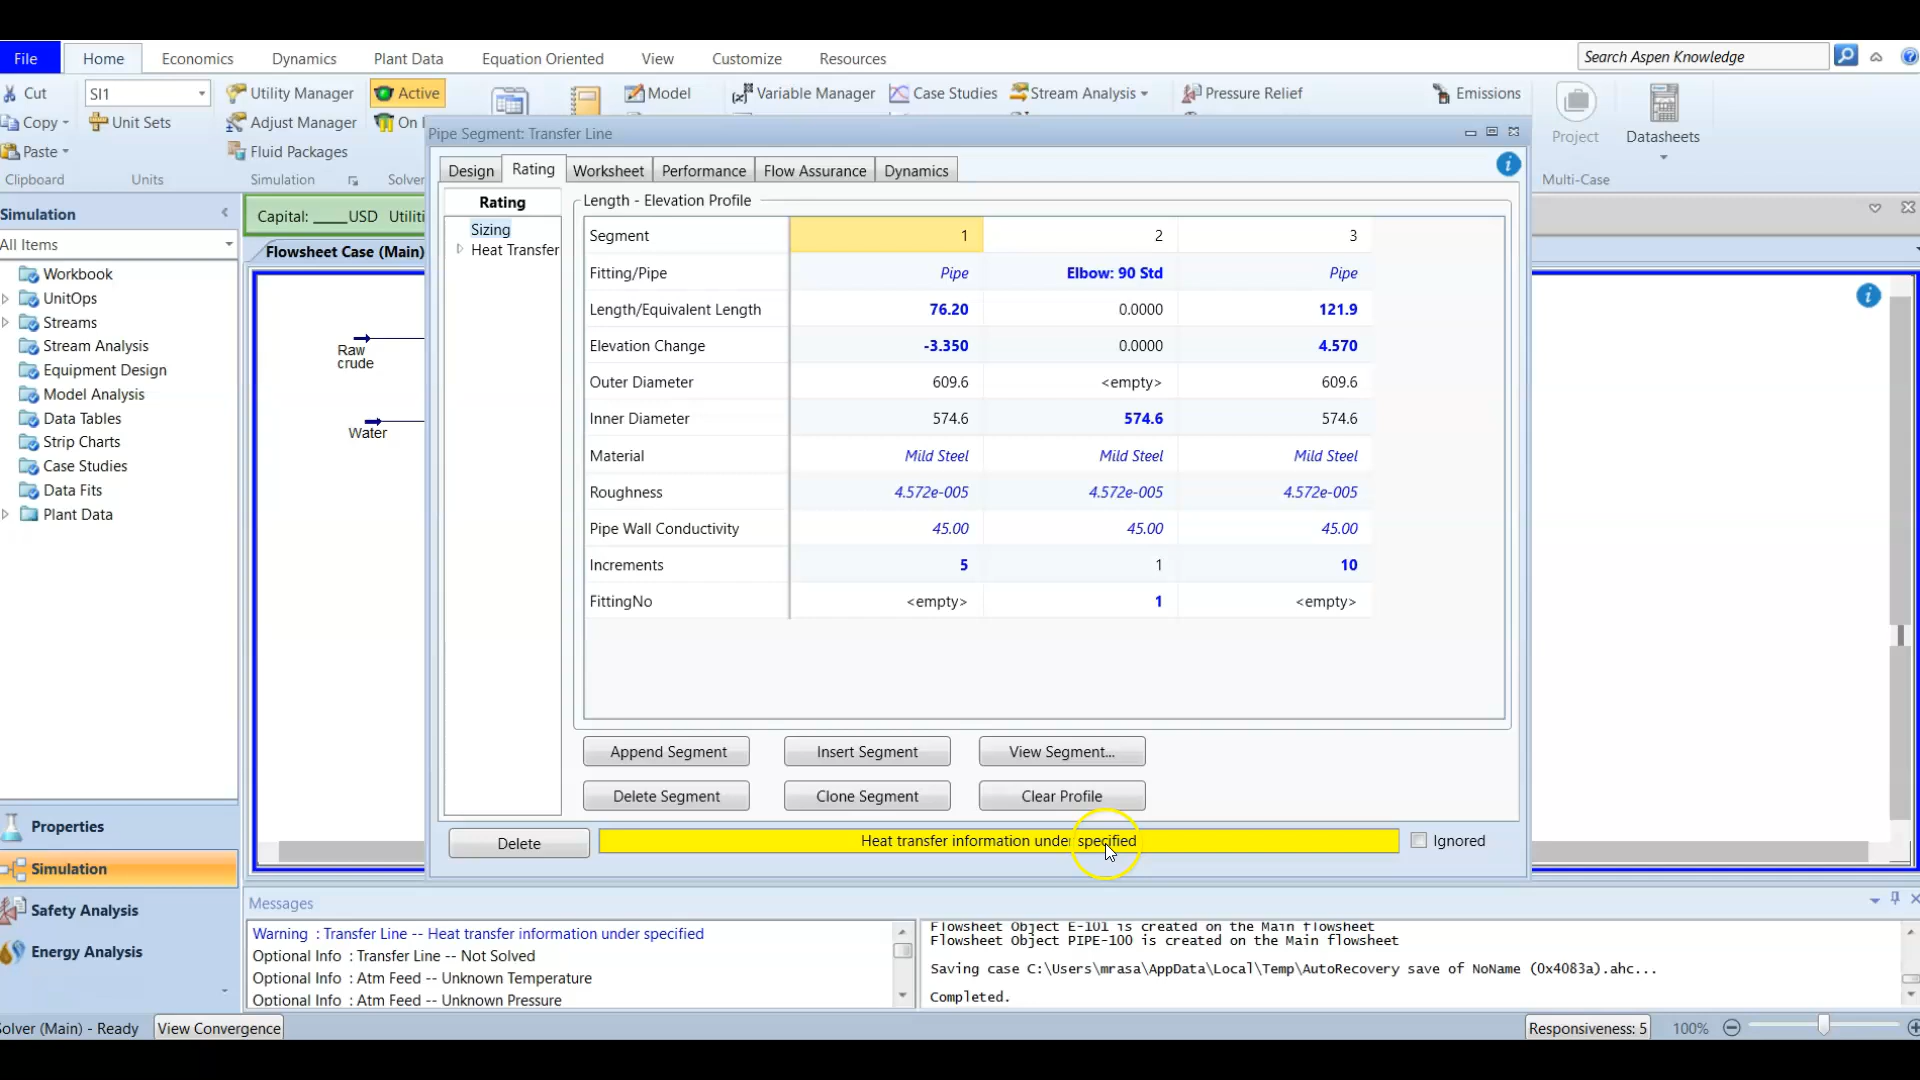 File
Home
Economics
Dynamics
Plant Data
Equation Oriented
View
Customize
Resources
Search Aspen Knowledge
Cut
SI1
Utility Manager
Active
Model
Variable Manager
Case Studies
Stream Analysis
Pressure Relief
Emissions
Copy
Unit Sets
Adjust Manager
On
Paste
Fluid Packages
Project
Datasheets
Clipboard
Units
Simulation
Solver
Multi-Case
Pipe Segment: Transfer Line
Design
Rating
Worksheet
Performance
Flow Assurance
Dynamics
Simulation
All Items
Workbook
UnitOps
Streams
Stream Analysis
Equipment Design
Model Analysis
Data Tables
Strip Charts
Case Studies
Data Fits
Plant Data
Properties
Simulation
Safety Analysis
Energy Analysis
Capital: ____USD Utiliti
Flowsheet Case (Main)
Raw
crude
Water
Rating
Sizing
Heat Transfer
Length - Elevation Profile
Segment 1 2 3
Fitting/Pipe Pipe Elbow: 90 Std Pipe
Length/Equivalent Length 76.20 0.0000 121.9
Elevation Change -3.350 0.0000 4.570
Outer Diameter 609.6 <empty> 609.6
Inner Diameter 574.6 574.6 574.6
Material Mild Steel Mild Steel Mild Steel
Roughness 4.572e-005 4.572e-005 4.572e-005
Pipe Wall Conductivity 45.00 45.00 45.00
Increments 5 1 10
FittingNo <empty> 1 <empty>
Append Segment
Insert Segment
View Segment...
Delete Segment
Clone Segment
Clear Profile
Delete
Heat transfer information under specified
Ignored
Messages
Warning : Transfer Line -- Heat transfer information under specified
Optional Info : Transfer Line -- Not Solved
Optional Info : Atm Feed -- Unknown Temperature
Optional Info : Atm Feed -- Unknown Pressure
Flowsheet Object E-101 is created on the Main flowsheet
Flowsheet Object PIPE-100 is created on the Main flowsheet
Saving case C:\Users\mrasa\AppData\Local\Temp\AutoRecovery save of NoName (0x4083a).ahc...
Completed.
Solver (Main) - Ready
View Convergence
Responsiveness: 5
100%